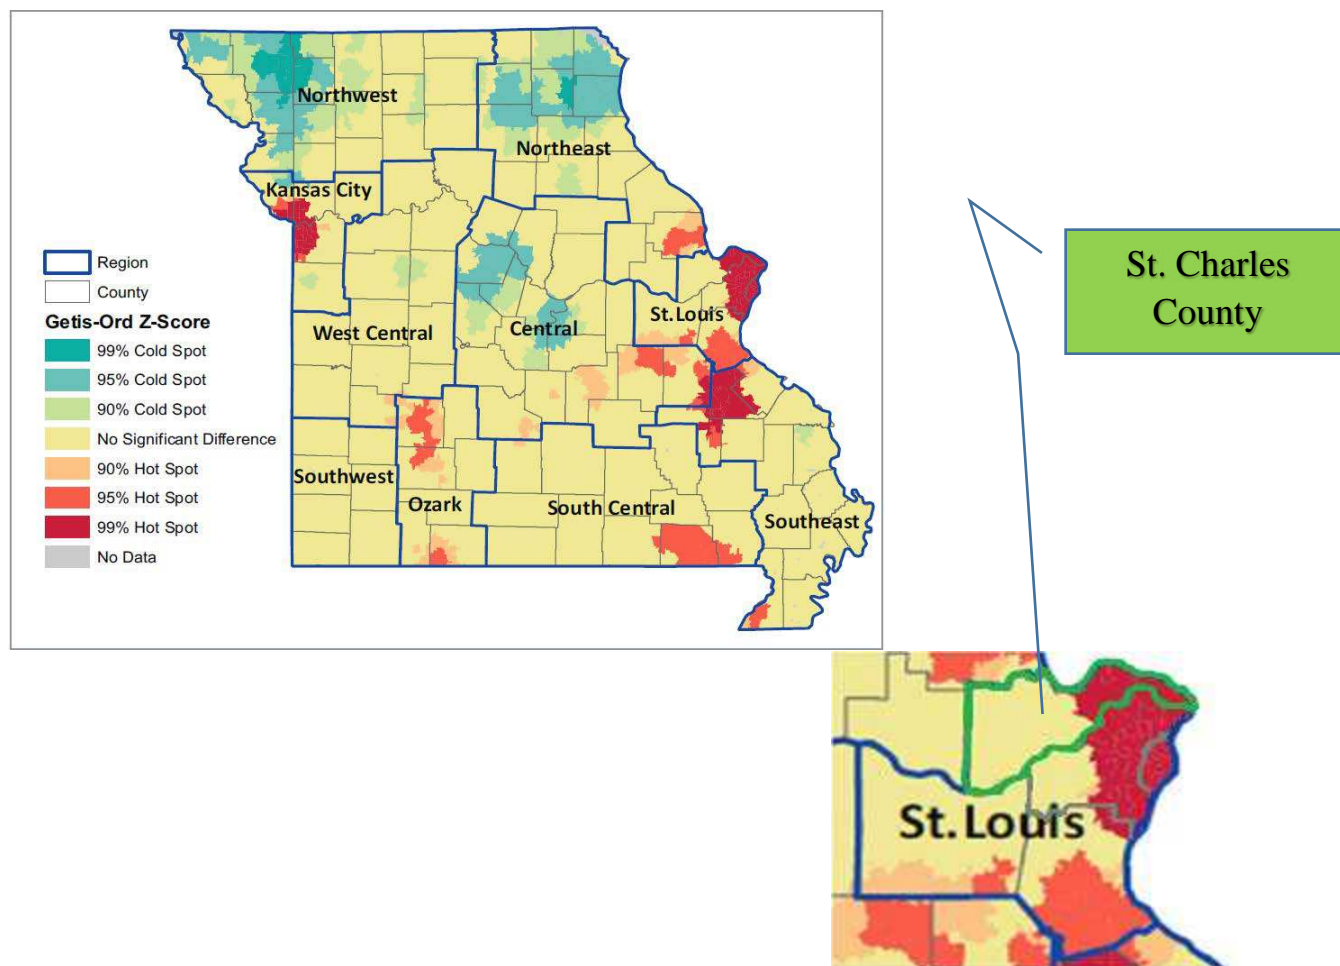 Northwest
Northeast
Kansas City
St. Charles
County
Region
County
St.Louis
Getis-Ord Z-Score
West Central
Central
99% Cold Spot
95% Cold Spot
90% Cold Spot
No Significant Difference
90% Hot Spot
Southwest
95% Hot Spot
Ozark
South Central
99% Hot Spot
Southeast
No Data
St.Louis